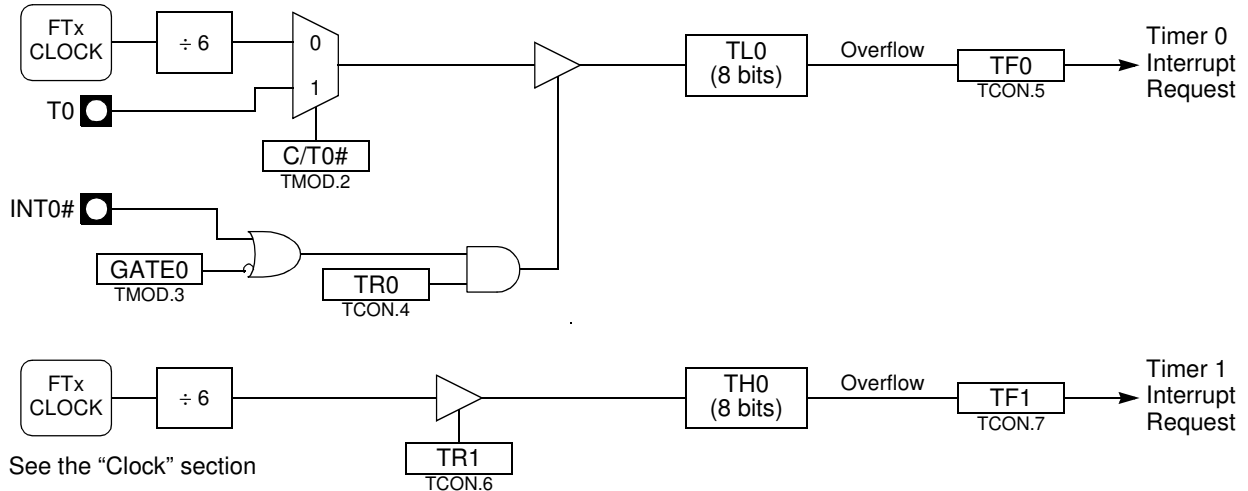 FTx
CLOCK
÷ 6
0
1
T0
C/T0#
TMOD.2
TL0
(8 bits)
Overflow
TF0
TCON.5
Timer 0
Interrupt
Request
INT0#
GATE0
TMOD.3
TR0
TCON.4
FTx
CLOCK
÷ 6
TR1
TCON.6
TH0
(8 bits)
Overflow
TF1
TCON.7
Timer 1
Interrupt
Request
See the “Clock” section